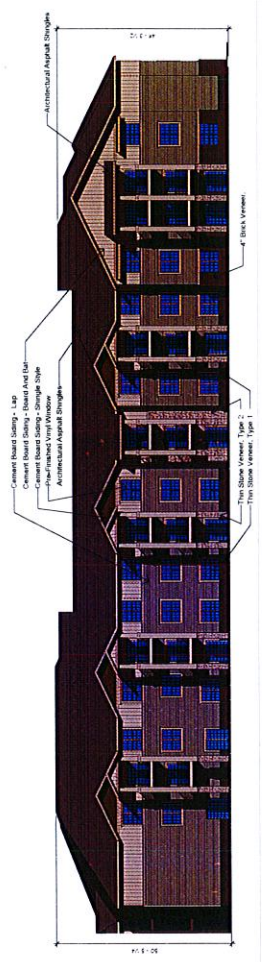 Cement Board Siding - Lap
Cement Board Siding - Board And Bat
Cement Board Siding - Shingle Style
Pre-Finished Vinyl Window
Architectural Asphalt Shingles
Architectural Asphalt Shingles
4" Brick Veneer.
Thin Stone Veneer, Type 2
Thin Stone Veneer, Type 1